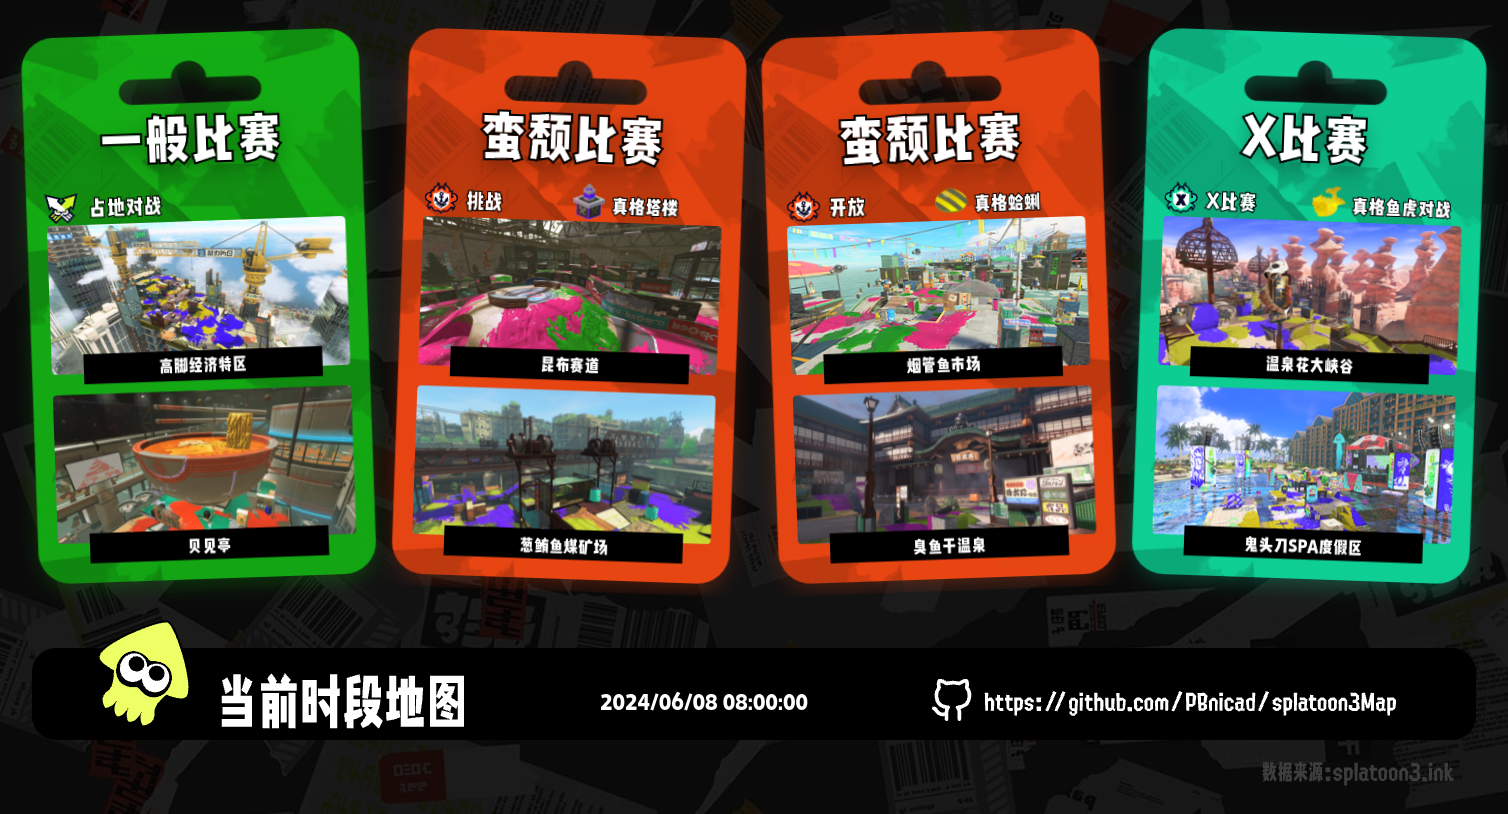 一般比赛
占地对战
高脚经济特区
贝见亭
蛮颓比赛
挑战
真格塔楼
昆布赛道
葱鲔鱼煤矿场
蛮颓比赛
开放
真格蛤蜊
烟管鱼市场
臭鱼干温泉
X比赛
X比赛
真格鱼虎对战
温泉花大峡谷
鬼头刀SPA度假区
当前时段地图
2024/06/08 08:00:00
https://github.com/PBnicad/splatoon3Map
数据来源:splatoon3.ink